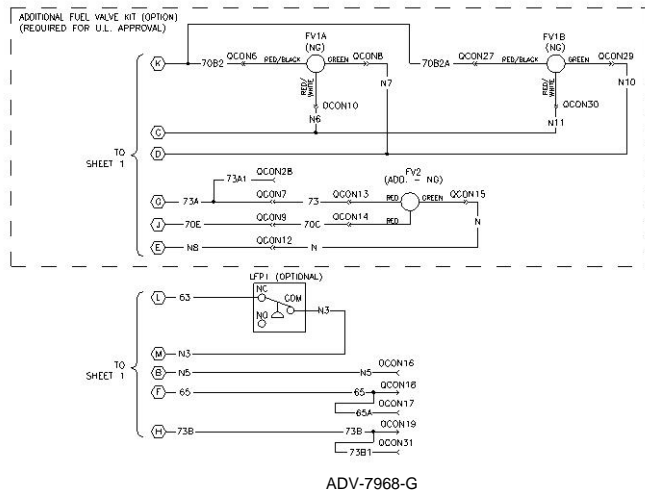 ADDITIONAL FUEL VALVE KIT (OPTION)
(REQUIRED FOR U.L. APPROVAL)
FV1A
(NG)
FV1B
(NG)
K
70B2
QCON6
RED/BLACK
GREEN
QCON8
70B2A
QCON27
RED/BLACK
GREEN
QCON29
RED/
WHITE
N7
RED/
WHITE
N10
QCON10
QCON30
N6
N11
C
D
TO
SHEET 1
73A1
QCON28
FV2
(ADD. - NG)
G
73A
QCON7
73
QCON13
RED
GREEN
QCON15
J
70E
QCON9
70C
QCON14
RED
N
E
N8
QCON12
N
LFP1 (OPTIONAL)
NC
COM
NO
L
63
N3
M
N3
TO
SHEET 1
B
N5
N5
QCON16
F
65
65
QCON18
65A
QCON17
H
73B
73B
QCON19
73B1
QCON31
ADV-7968-G